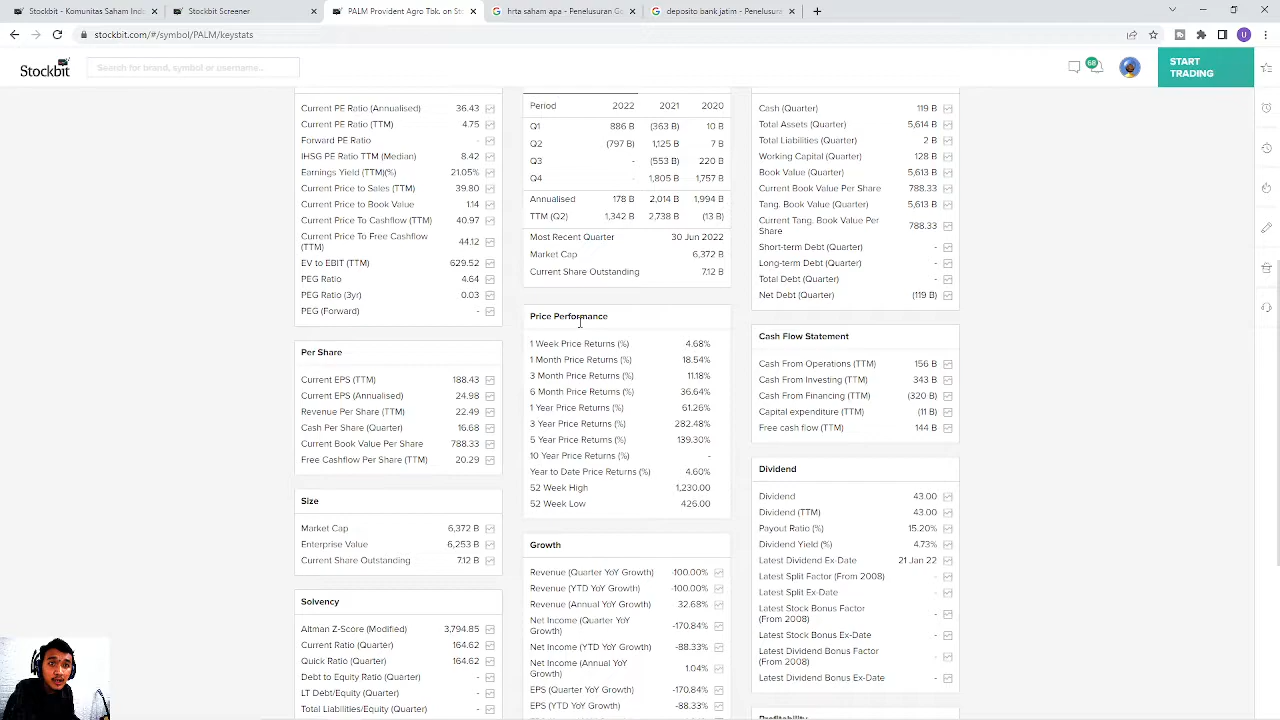 Stockbit - Komunitas Saham Indo
Stockbit Screener
PALM Provident Agro Tok. on Sto
hrta saham apa - Penelusuran Go
deposito bank jatim - Penelusura
stockbit.com/#/symbol/PALM/keystats
U
Stockbit
Search for brand, symbol or username...
68
START
TRADING
Current PE Ratio (Annualised) 36.43
Current PE Ratio (TTM) 4.75
Forward PE Ratio -
IHSG PE Ratio TTM (Median) 8.42
Earnings Yield (TTM)(%) 21.05%
Current Price to Sales (TTM) 39.80
Current Price to Book Value 1.14
Current Price To Cashflow (TTM) 40.97
Current Price To Free Cashflow
(TTM) 44.12
EV to EBIT (TTM) 629.52
PEG Ratio 4.64
PEG Ratio (3yr) 0.03
PEG (Forward) -
Per Share
Current EPS (TTM) 188.43
Current EPS (Annualised) 24.98
Revenue Per Share (TTM) 22.49
Cash Per Share (Quarter) 16.68
Current Book Value Per Share 788.33
Free Cashflow Per Share (TTM) 20.29
Size
Market Cap 6,372 B
Enterprise Value 6,253 B
Current Share Outstanding 7.12 B
Solvency
Altman Z-Score (Modified) 3,794.85
Current Ratio (Quarter) 164.62
Quick Ratio (Quarter) 164.62
Debt to Equity Ratio (Quarter) -
LT Debt/Equity (Quarter) -
Total Liabilities/Equity (Quarter)
Period 2022 2021 2020
Q1 886 B (363 B) 10 B
Q2 (797 B) 1,125 B 7 B
Q3 - (553 B) 220 B
Q4 - 1,805 B 1,757 B
Annualised 178 B 2,014 B 1,994 B
TTM (Q2) 1,342 B 2,738 B (13 B)
Most Recent Quarter 30 Jun 2022
Market Cap 6,372 B
Current Share Outstanding 7.12 B
Price Performance
1 Week Price Returns (%) 4.68%
1 Month Price Returns (%) 18.54%
3 Month Price Returns (%) 11.18%
6 Month Price Returns (%) 36.64%
1 Year Price Returns (%) 61.26%
3 Year Price Returns (%) 282.48%
5 Year Price Returns (%) 139.30%
10 Year Price Returns (%) -
Year to Date Price Returns (%) 4.60%
52 Week High 1,230.00
52 Week Low 426.00
Growth
Revenue (Quarter YoY Growth) -100.00%
Revenue (YTD YoY Growth) -100.00%
Revenue (Annual YoY Growth) 32.68%
Net Income (Quarter YoY
Growth) -170.84%
Net Income (YTD YoY Growth) -88.33%
Net Income (Annual YoY
Growth) 1.04%
EPS (Quarter YoY Growth) -170.84%
EPS (YTD YoY Growth) -88.33%
Cash (Quarter) 119 B
Total Assets (Quarter) 5,614 B
Total Liabilities (Quarter) 2 B
Working Capital (Quarter) 128 B
Book Value (Quarter) 5,613 B
Current Book Value Per Share 788.33
Tang. Book Value (Quarter) 5,613 B
Current Tang. Book Value Per
Share 788.33
Short-term Debt (Quarter) -
Long-term Debt (Quarter) -
Total Debt (Quarter) -
Net Debt (Quarter) (119 B)
Cash Flow Statement
Cash From Operations (TTM) 156 B
Cash From Investing (TTM) 343 B
Cash From Financing (TTM) (320 B)
Capital expenditure (TTM) (11 B)
Free cash flow (TTM) 144 B
Dividend
Dividend 43.00
Dividend (TTM) 43.00
Payout Ratio (%) 15.20%
Dividend Yield (%) 4.73%
Latest Dividend Ex-Date 21 Jan 22
Latest Split Factor (From 2008) -
Latest Split Ex-Date -
Latest Stock Bonus Factor
(From 2008) -
Latest Stock Bonus Ex-Date -
Latest Dividend Bonus Factor
(From 2008) -
Latest Dividend Bonus Ex-Date -
Profitability